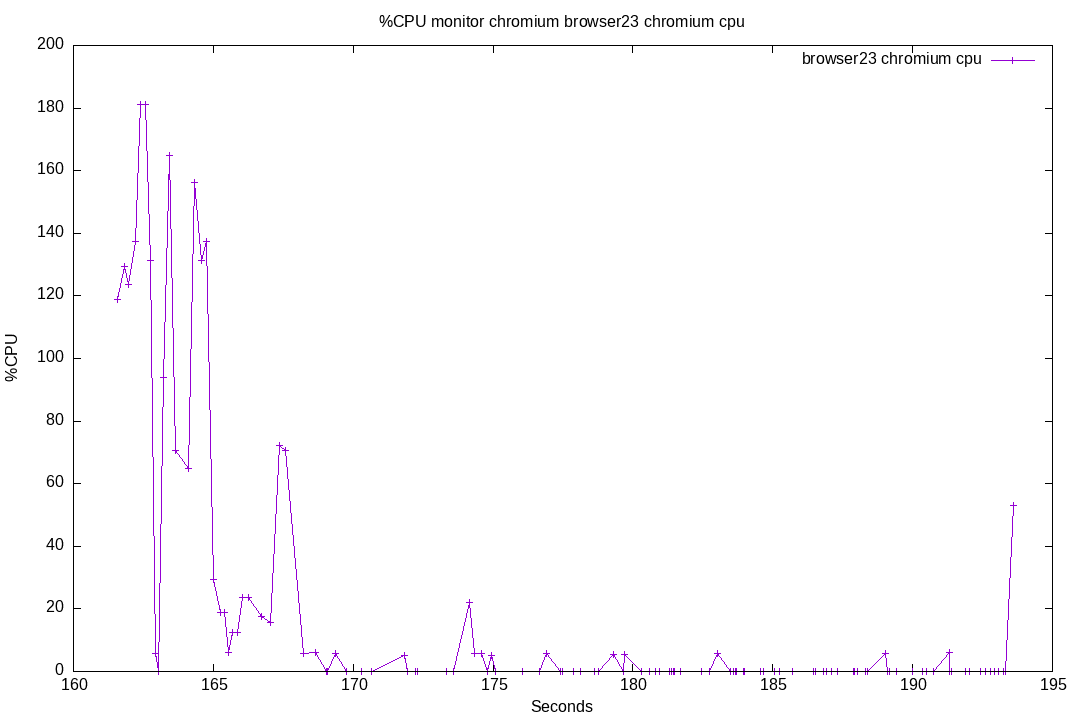 %CPU monitor chromium browser23 chromium cpu
browser23 chromium cpu
200
180
160
140
120
100
80
60
40
20
0
%CPU
160 165 170 175 180 185 190 195
Seconds